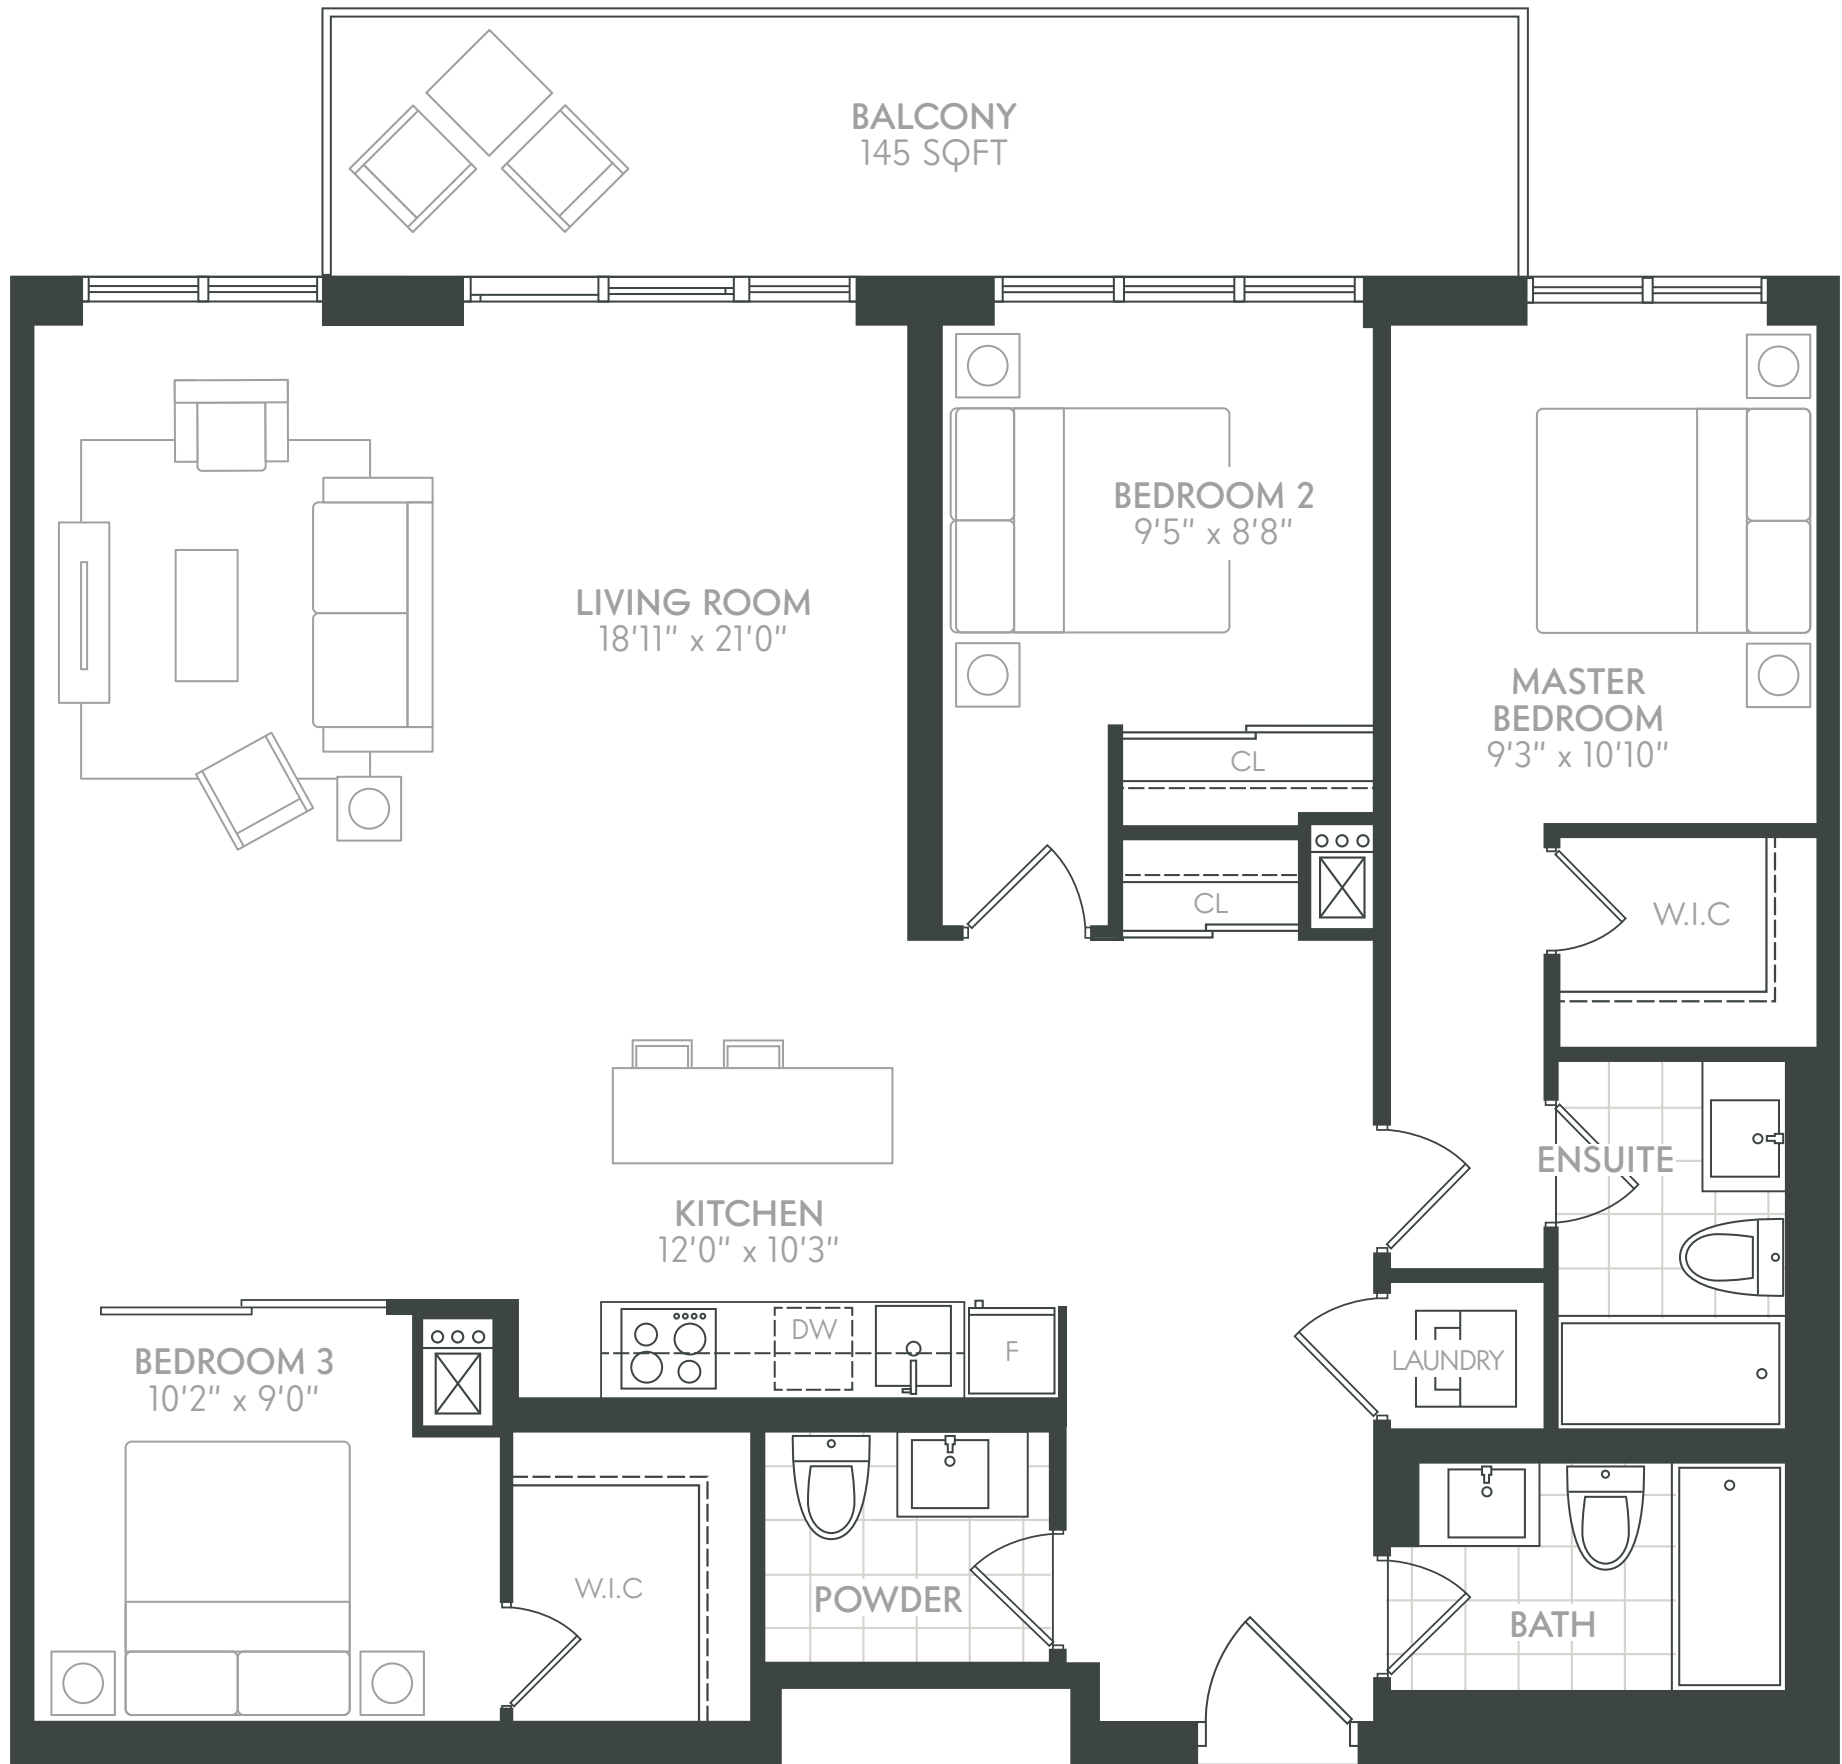 BALCONY
145 SQFT
BEDROOM 2
9'5" x 8'8"
LIVING ROOM
18'11" x 21'0"
MASTER
BEDROOM
9'3" x 10'10"
CL
CL
W.I.C
ENSUITE
KITCHEN
12'0" x 10'3"
DW
F
LAUNDRY
BEDROOM 3
10'2" x 9'0"
W.I.C
POWDER
BATH